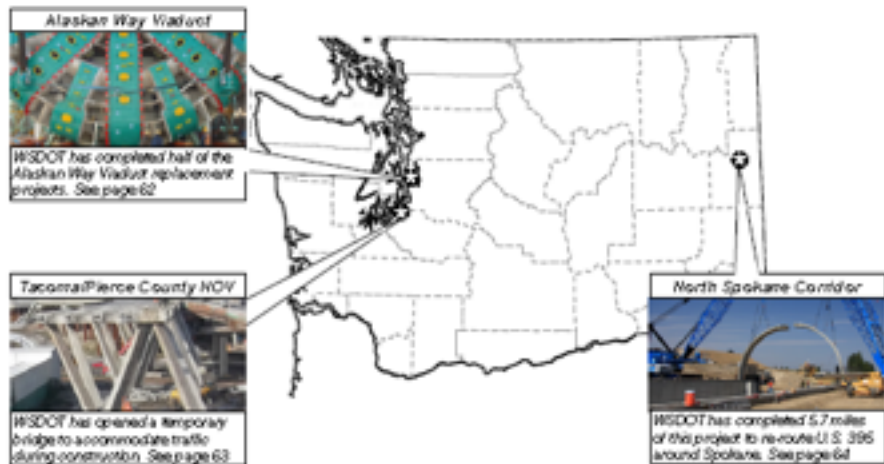 Alaskan Way Viaduct
WSDOT has completed half of the
Alaskan Way Viaduct replacement
projects. See page 62
Tacoma/Pierce County HOV
WSDOT has opened a temporary
bridge to accommodate traffic
during construction. See page 63
North Spokane Corridor
WSDOT has completed 5.7 miles
of this project to re-route U.S. 395
around Spokane. See page 64